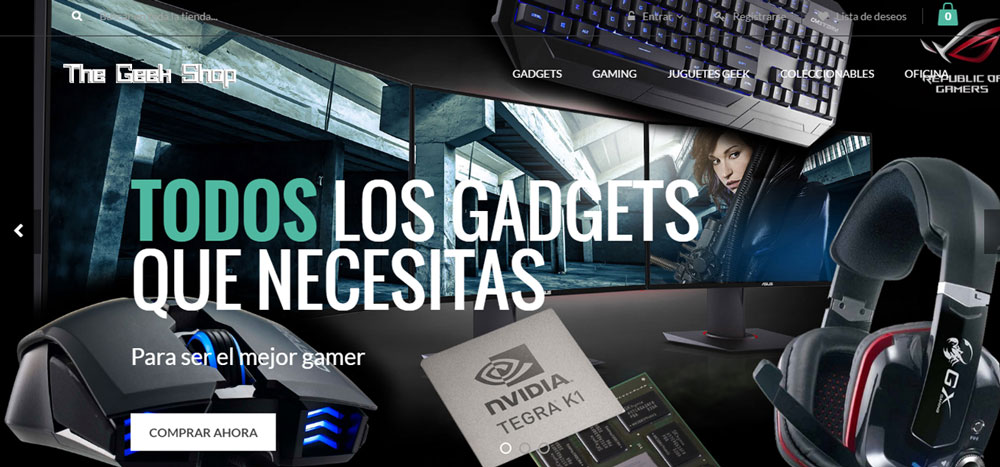 Entrar
Registrarse
Lista de deseos
0
The Geek Shop
GADGETS
GAMING
JUGUETES GEEK
COLECCIONABLES
OFICINA
REPUBLIC OF
GAMERS
TODOS LOS GADGETS
QUE NECESITAS
Para ser el mejor gamer
COMPRAR AHORA
NVIDIA
TEGRA K1
ASUS
GX